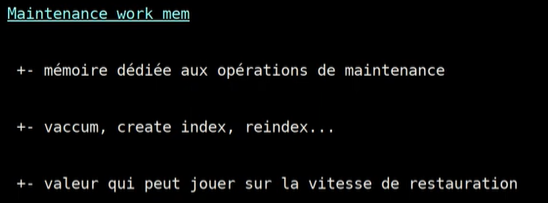 Maintenance work mem
+- mémoire dédiée aux opérations de maintenance
+- vaccum, create index, reindex...
+- valeur qui peut jouer sur la vitesse de restauration